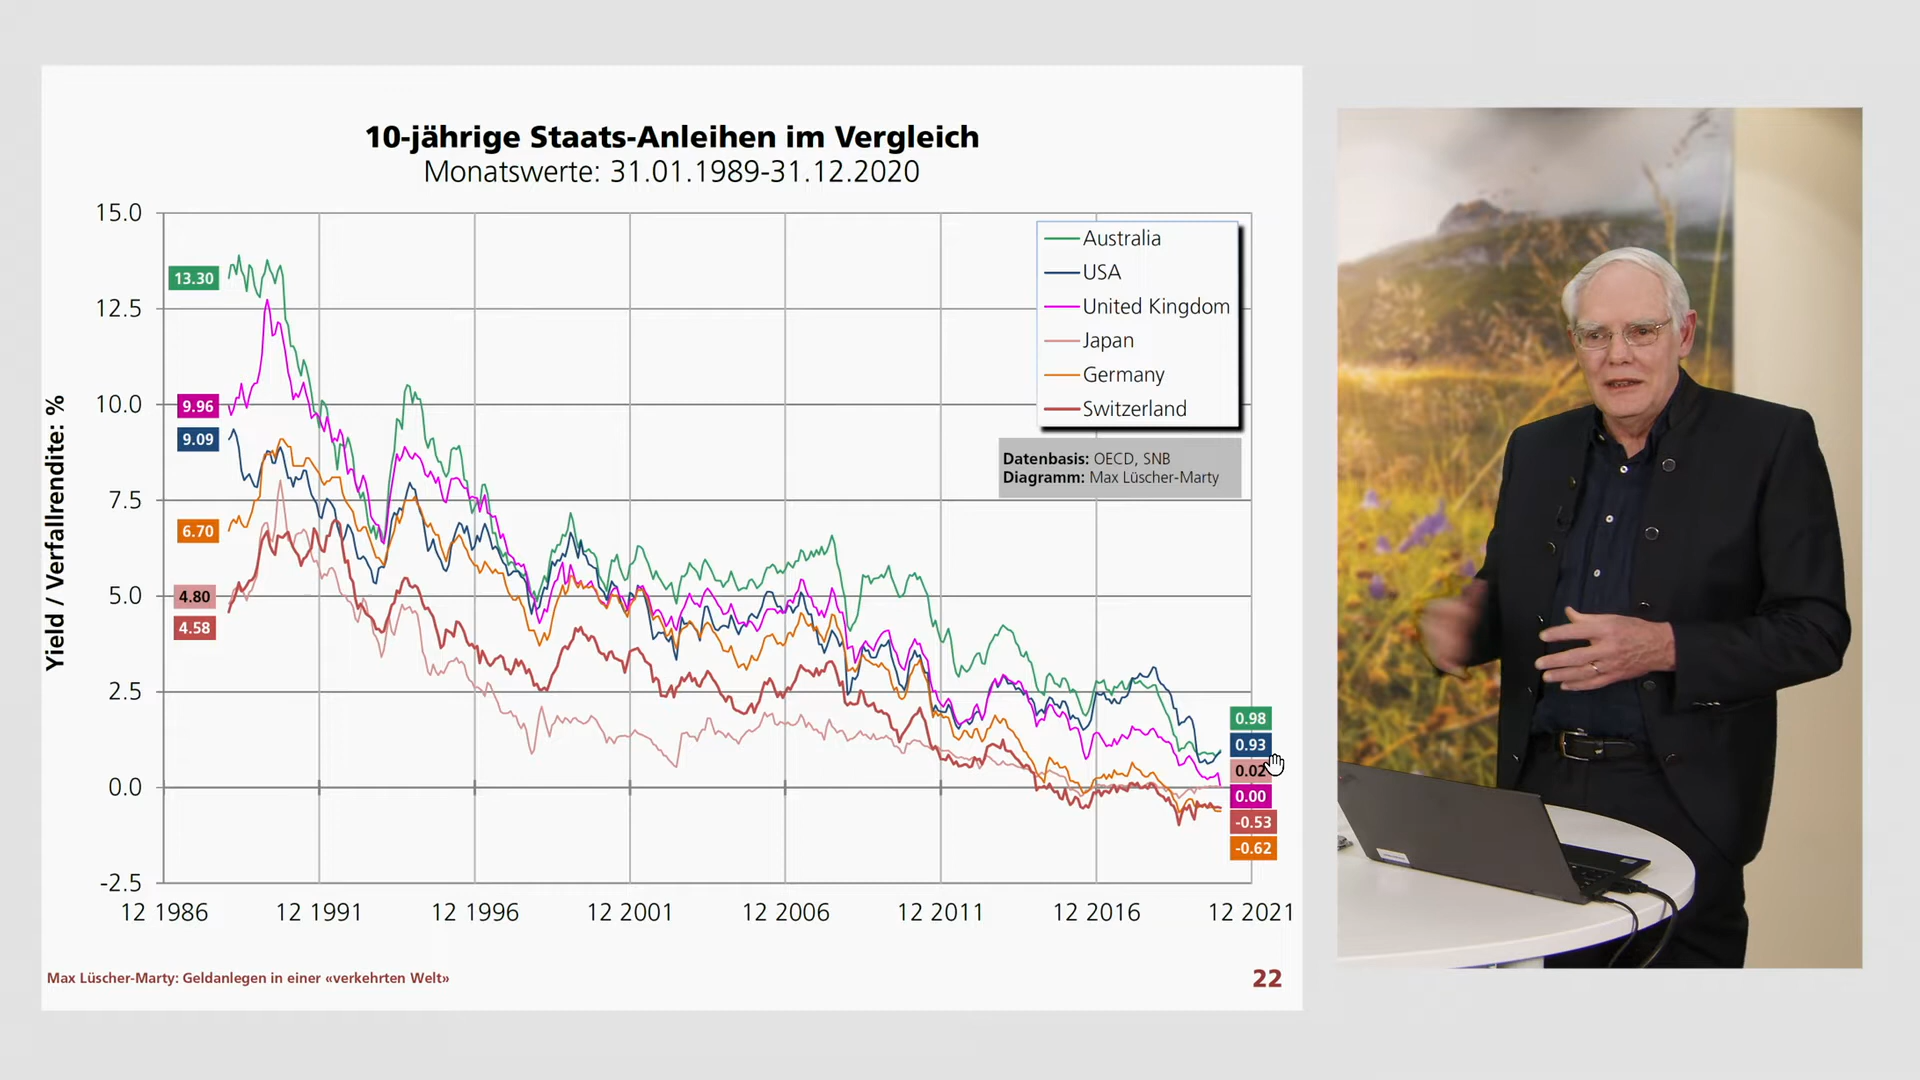 10-jährige Staats-Anleihen im Vergleich
Monatswerte: 31.01.1989-31.12.2020
Yield / Verfallrendite: %
15.0
12.5
10.0
7.5
5.0
2.5
0.0
-2.5
13.30
9.96
9.09
6.70
4.80
4.58
Australia
USA
United Kingdom
Japan
Germany
Switzerland
Datenbasis: OECD, SNB
Diagramm: Max Lüscher-Marty
0.98
0.93
0.02
0.00
-0.53
-0.62
12 1986 12 1991 12 1996 12 2001 12 2006 12 2011 12 2016 12 2021
Max Lüscher-Marty: Geldanlegen in einer «verkehrten Welt»
22